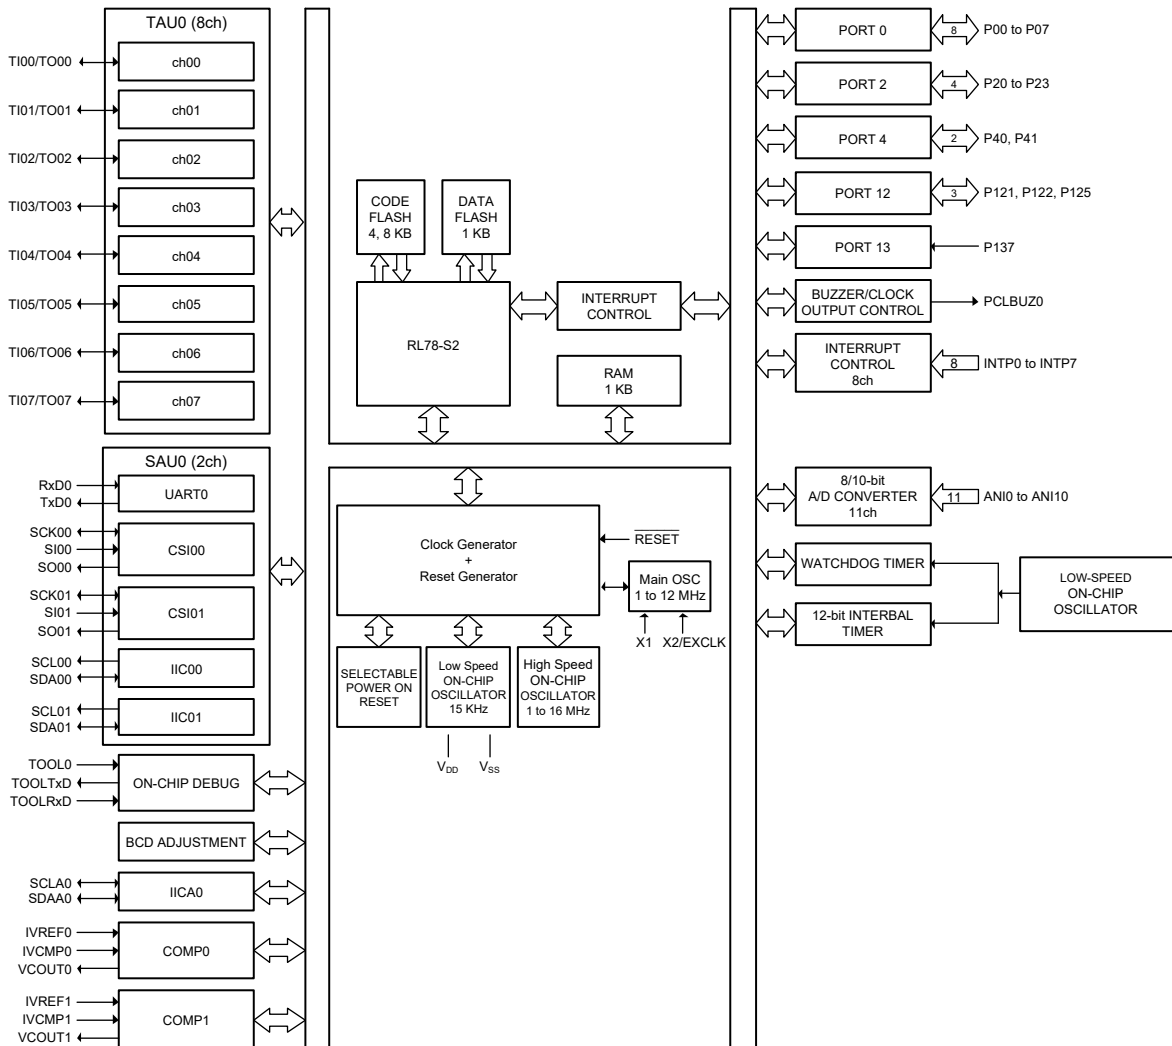 TAU0 (8ch)
TI00/TO00
ch00
TI01/TO01
ch01
TI02/TO02
ch02
TI03/TO03
ch03
TI04/TO04
ch04
TI05/TO05
ch05
TI06/TO06
ch06
TI07/TO07
ch07
SAU0 (2ch)
RxD0
TxD0
UART0
SCK00
SI00
SO00
CSI00
SCK01
SI01
SO01
CSI01
SCL00
SDA00
IIC00
SCL01
SDA01
IIC01
TOOL0
TOOLTxD
TOOLRxD
ON-CHIP DEBUG
BCD ADJUSTMENT
SCLA0
SDAA0
IICA0
IVREF0
IVCMP0
VCOUT0
COMP0
IVREF1
IVCMP1
VCOUT1
COMP1
CODE
FLASH
4, 8 KB
DATA
FLASH
1 KB
RL78-S2
INTERRUPT
CONTROL
RAM
1 KB
Clock Generator
+
Reset Generator
RESET
Main OSC
1 to 12 MHz
X1
X2/EXCLK
SELECTABLE
POWER ON
RESET
Low Speed
ON-CHIP
OSCILLATOR
15 KHz
High Speed
ON-CHIP
OSCILLATOR
1 to 16 MHz
VDD
VSS
PORT 0
8
P00 to P07
PORT 2
4
P20 to P23
PORT 4
2
P40, P41
PORT 12
3
P121, P122, P125
PORT 13
P137
BUZZER/CLOCK
OUTPUT CONTROL
PCLBUZ0
INTERRUPT
CONTROL
8ch
8
INTP0 to INTP7
8/10-bit
A/D CONVERTER
11ch
11
ANI0 to ANI10
WATCHDOG TIMER
12-bit INTERBAL
TIMER
LOW-SPEED
ON-CHIP
OSCILLATOR